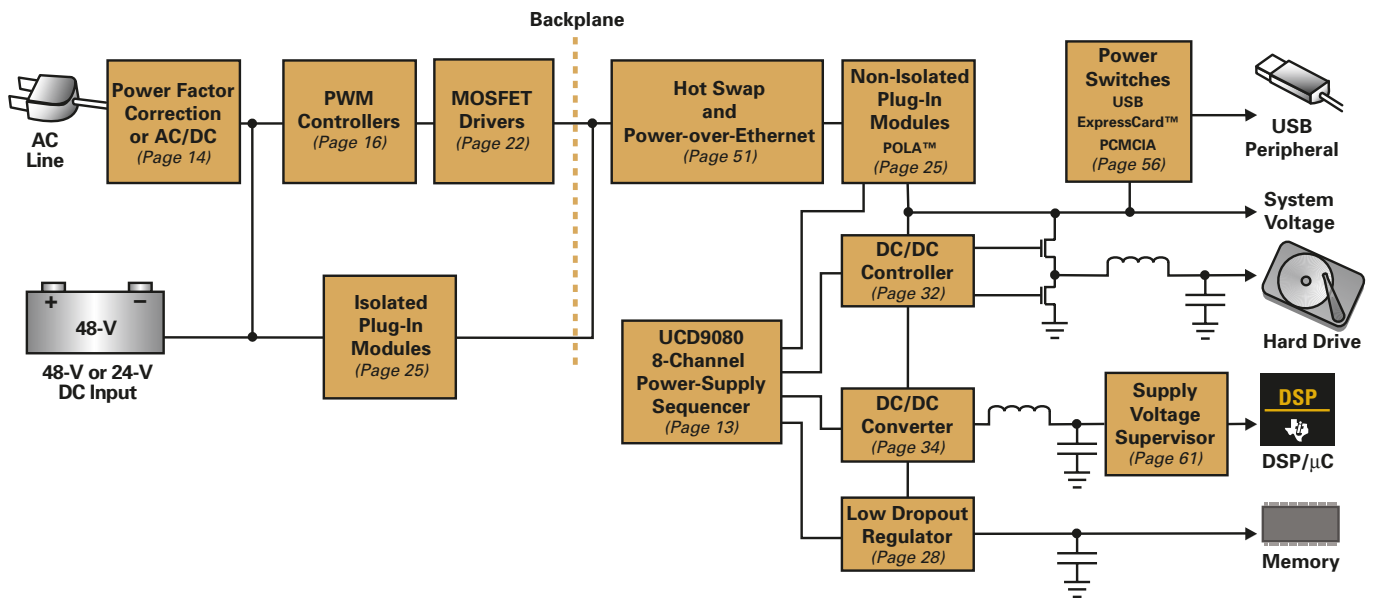 Backplane
AC
Line
Power Factor
Correction
or AC/DC
(Page 14)
PWM
Controllers
(Page 16)
MOSFET
Drivers
(Page 22)
Hot Swap
and
Power-over-Ethernet
(Page 51)
Non-Isolated
Plug-In
Modules
POLA™
(Page 25)
Power
Switches
USB
ExpressCard™
PCMCIA
(Page 56)
USB
Peripheral
System
Voltage
+ −
48-V
48-V or 24-V
DC Input
Isolated
Plug-In
Modules
(Page 25)
UCD9080
8-Channel
Power-Supply
Sequencer
(Page 13)
DC/DC
Controller
(Page 32)
Hard Drive
DC/DC
Converter
(Page 34)
Supply
Voltage
Supervisor
(Page 61)
DSP
DSP/µC
Low Dropout
Regulator
(Page 28)
Memory